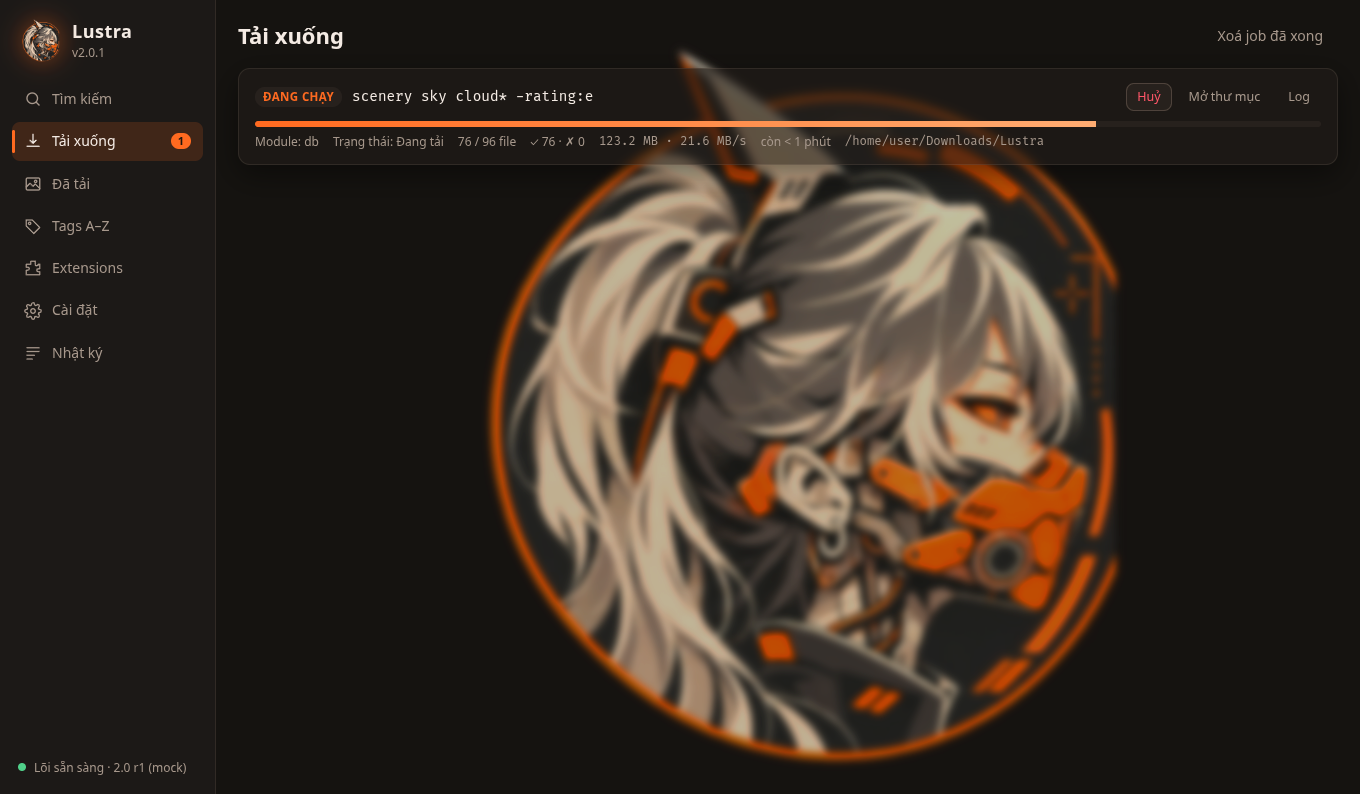 Lustra
v2.0.1
Tìm kiếm
Tải xuống 1
Đã tải
Tags A–Z
Extensions
Cài đặt
Nhật ký
Lõi sẵn sàng · 2.0 r1 (mock)
Tải xuống
Xoá job đã xong
ĐANG CHẠY scenery sky cloud* -rating:e
Huỷ Mở thư mục Log
Module: db Trạng thái: Đang tải 76 / 96 file ✓ 76 · ✗ 0 123.2 MB · 21.6 MB/s còn < 1 phút /home/user/Downloads/Lustra